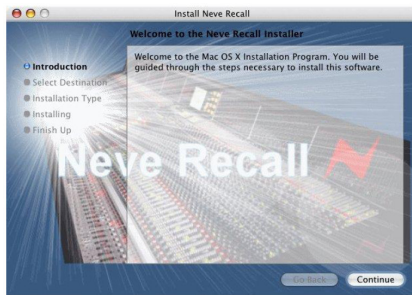 Install Neve Recall
Welcome to the Neve Recall Installer
Introduction
Select Destination
Installation Type
Installing
Finish Up
Welcome to the Mac OS X Installation Program. You will be
guided through the steps necessary to install this software.
Neve Recall
Go Back
Continue